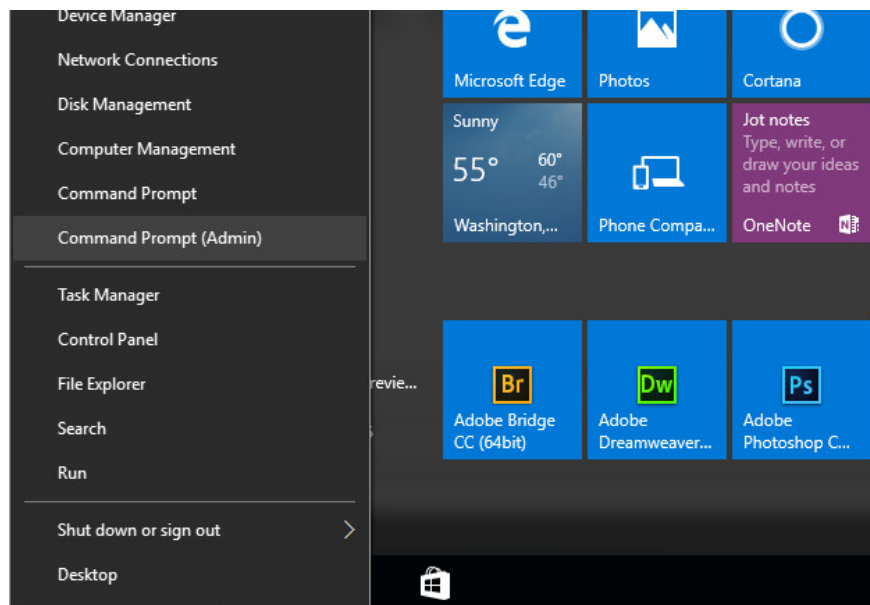 Device Manager
Network Connections
Disk Management
Computer Management
Command Prompt
Command Prompt (Admin)
Task Manager
Control Panel
File Explorer
Search
Run
Shut down or sign out
Desktop
Microsoft Edge
Photos
Cortana
Sunny
55° 60°
46°
Washington,...
Phone Compa...
Jot notes
Type, write, or
draw your ideas
and notes
OneNote
N
Br
Adobe Bridge
CC (64bit)
Dw
Adobe
Dreamweaver...
Ps
Adobe
Photoshop C...
revie...